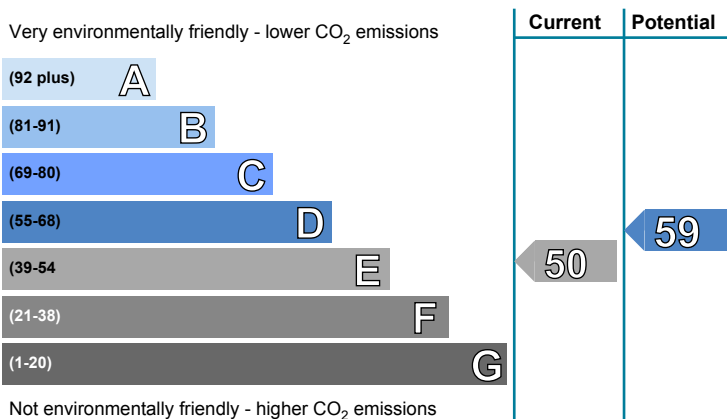 Very environmentally friendly - lower CO2 emissions
Current
Potential
(92 plus) A
(81-91) B
(69-80) C
(55-68) D
(39-54 E
(21-38) F
(1-20) G
50
59
Not environmentally friendly - higher CO2 emissions